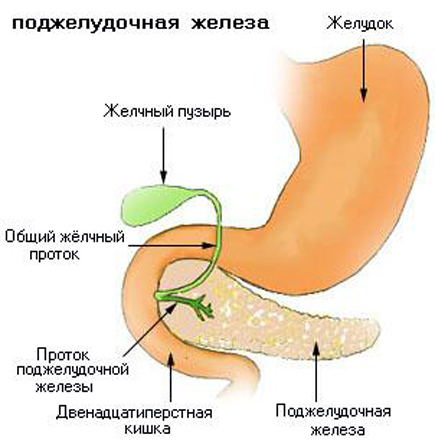 поджелудочная железа
Желудок
Желчный пузырь
Общий жёлчный
проток
Проток
поджелудочной
железы
Двенадцатиперстная
кишка
Поджелудочная
железа